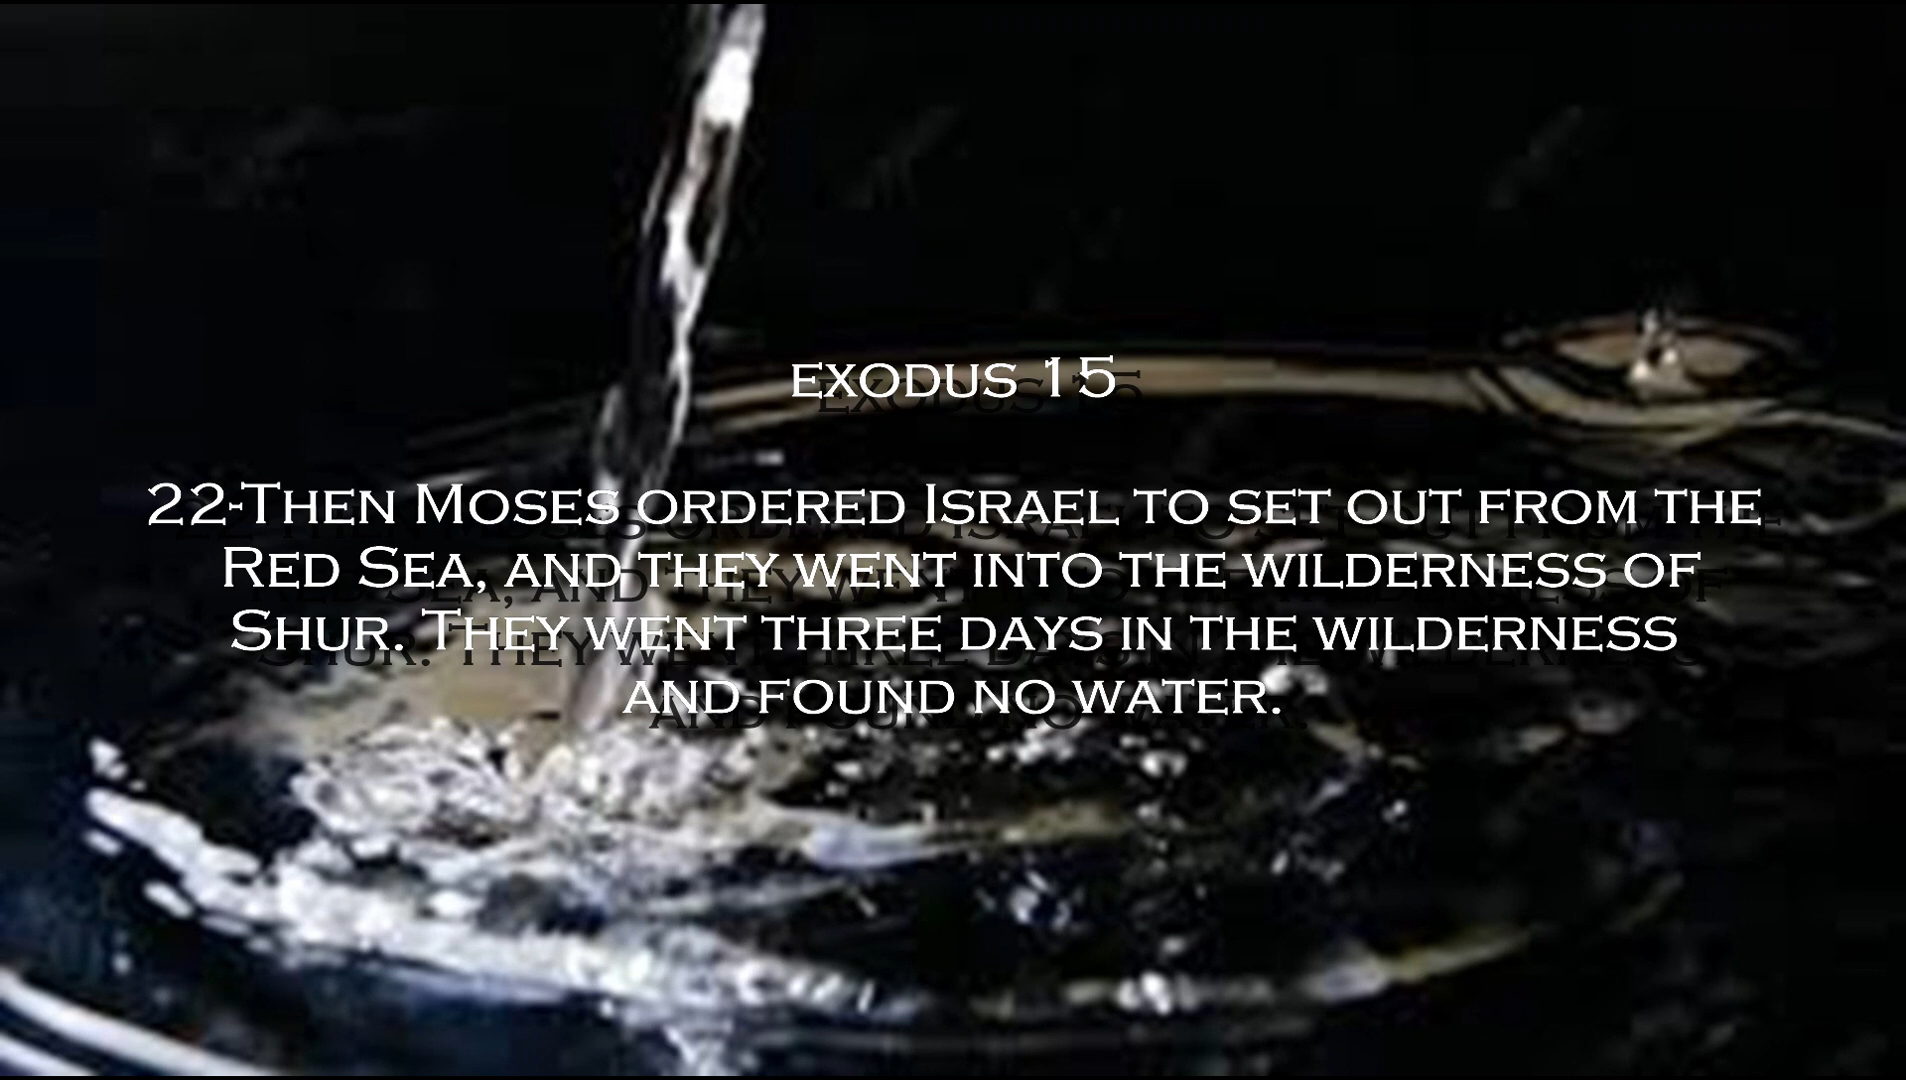 EXODUS 15
22-Then Moses ordered Israel to set out from the
Red Sea, and they went into the wilderness of
Shur. They went three days in the wilderness
and found no water.